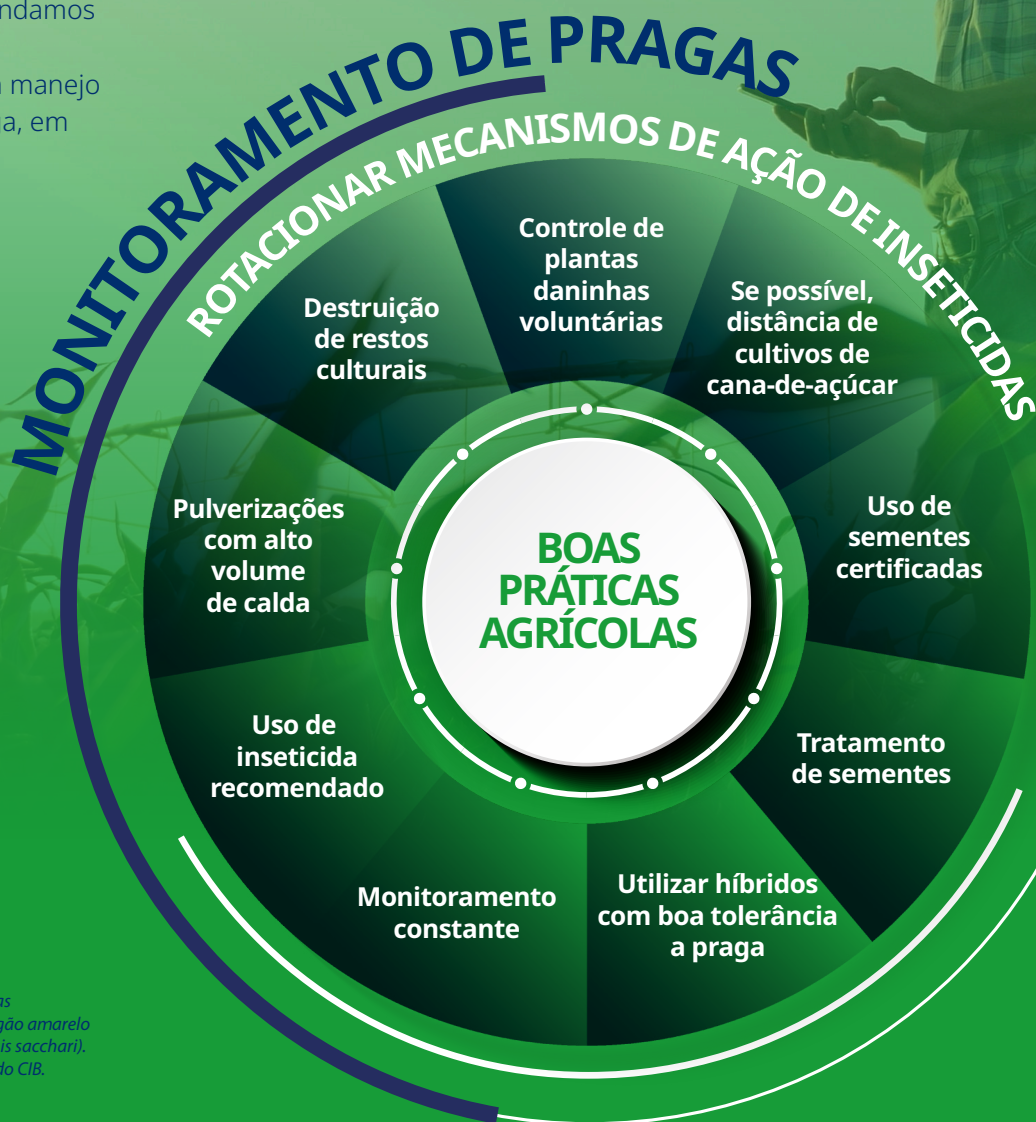 ndamos
manejo
a, em
MONITORAMENTO DE PRAGAS
ROTACIONAR MECANISMOS DE AÇÃO DE INSETICIDAS
Controle de
plantas
daninhas
voluntárias
Se possível,
distância de
cultivos de
cana-de-açúcar
Uso de
sementes
certificadas
Tratamento
de sementes
Utilizar híbridos
com boa tolerância
a praga
Monitoramento
constante
Uso de
inseticida
recomendado
Pulverizações
com alto
volume
de calda
Destruição
de restos
culturais
BOAS
PRÁTICAS
AGRÍCOLAS
as
gão amarelo
is sacchari).
do CIB.